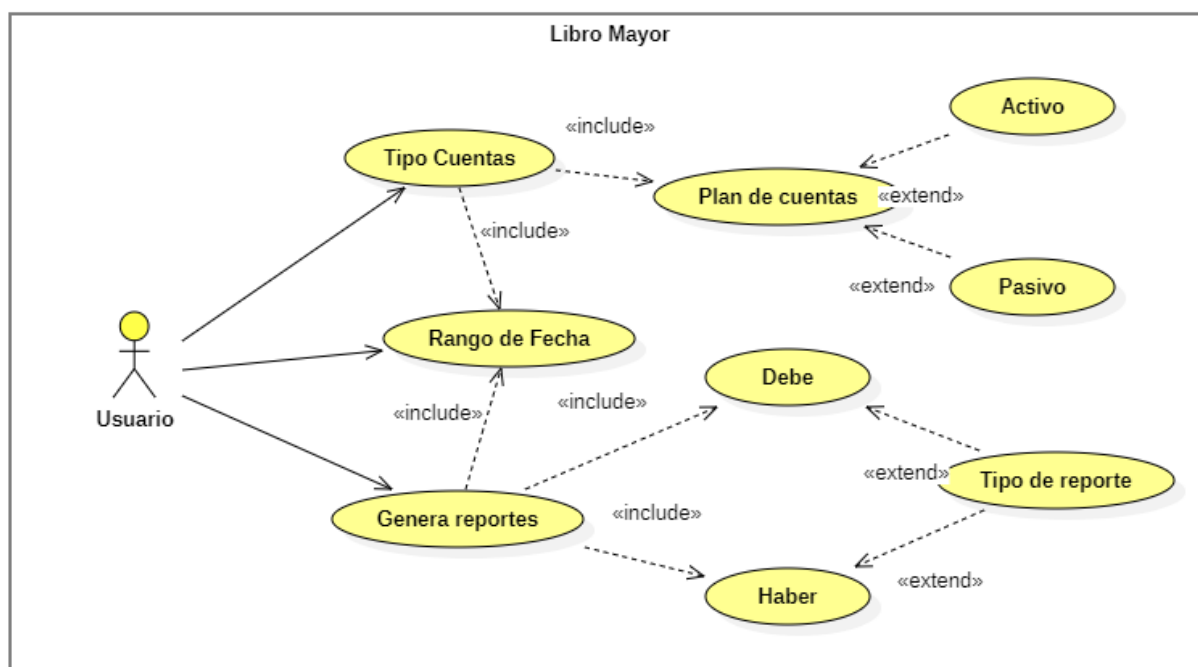 Libro Mayor
Activo
«include»
Tipo Cuentas
Plan de cuentas
«extend»
«include»
«extend»
Pasivo
Rango de Fecha
Debe
«include»
«include»
Usuario
«extend»
Tipo de reporte
Genera reportes
«include»
«extend»
Haber